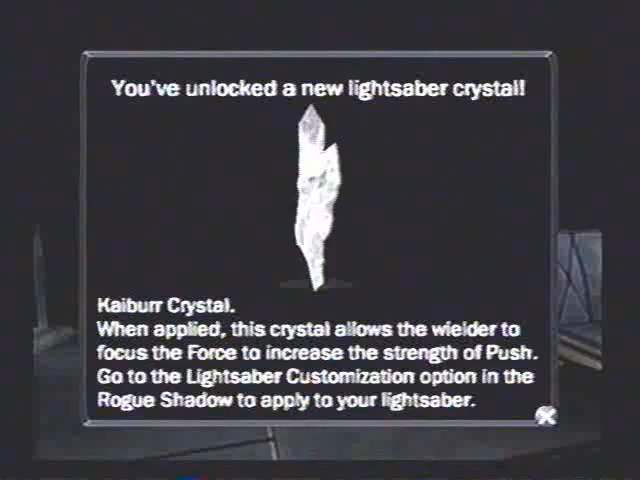 You've unlocked a new lightsaber crystal!
Kaiburr Crystal.
When applied, this crystal allows the wielder to
focus the Force to increase the strength of Push.
Go to the Lightsaber Customization option in the
Rogue Shadow to apply to your lightsaber.